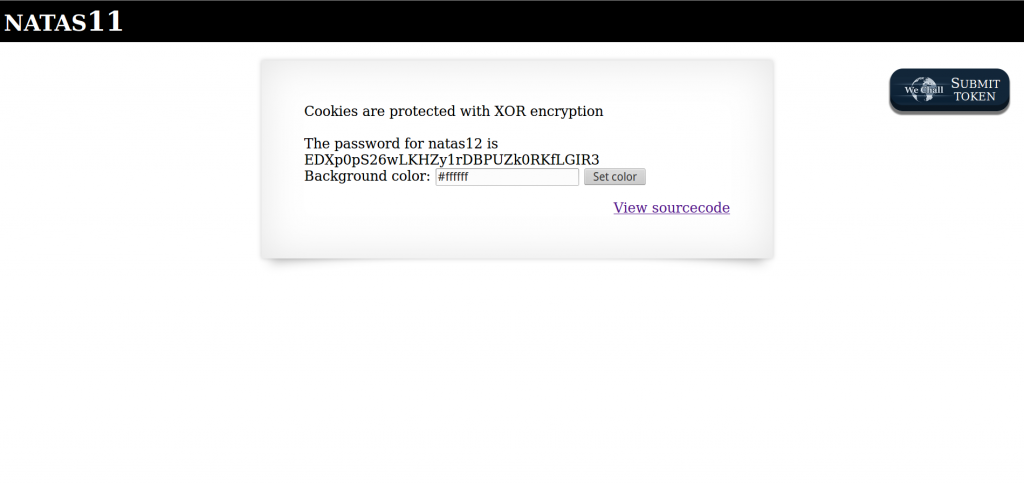 NATAS11
We Chall
SUBMIT
TOKEN
Cookies are protected with XOR encryption
The password for natas12 is
EDXp0pS26wLKHZy1rDBPUZk0RKfLGIR3
Background color: #ffffff Set color
View sourcecode